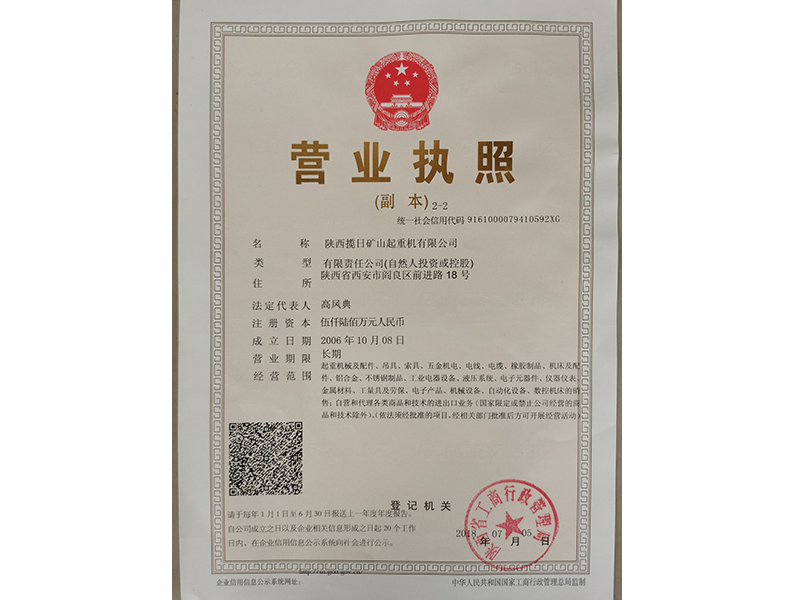 营业执照
(副 本) 2-2
统一社会信用代码 9161000079410592XG
名 称 陕西揽日矿山起重机有限公司
类 型 有限责任公司(自然人投资或控股)
住 所 陕西省西安市阎良区前进路 18 号
法定代表人 高凤典
注册资本 伍仟陆佰万元人民币
成立日期 2006 年 10 月 08 日
营业期限 长期
经营范围 起重机械及配件、吊具、索具、五金机电、电线、电缆、橡胶制品、机床及配
件、铝合金、不锈钢制品、工业电器设备、液压系统、电子元器件、仪器仪表、
金属材料、工量具及劳保、电子产品、机械设备、自动化设备、数控机床的销
售；自营和代理各类商品和技术的进出口业务（国家限定或禁止公司经营的商
品和技术除外）。(依法须经批准的项目，经相关部门批准后方可开展经营活动)
登记机关
请于每年 1 月 1 日至 6 月 30 日报送上一年度年度报告。
自公司成立之日以及企业相关信息形成之日起 20 个工作
日内，在企业信用信息公示系统向社会进行公示。
省工商行政管理局
2018 年 07 月 05 日
企业信用信息公示系统网址：
中华人民共和国国家工商行政管理总局监制